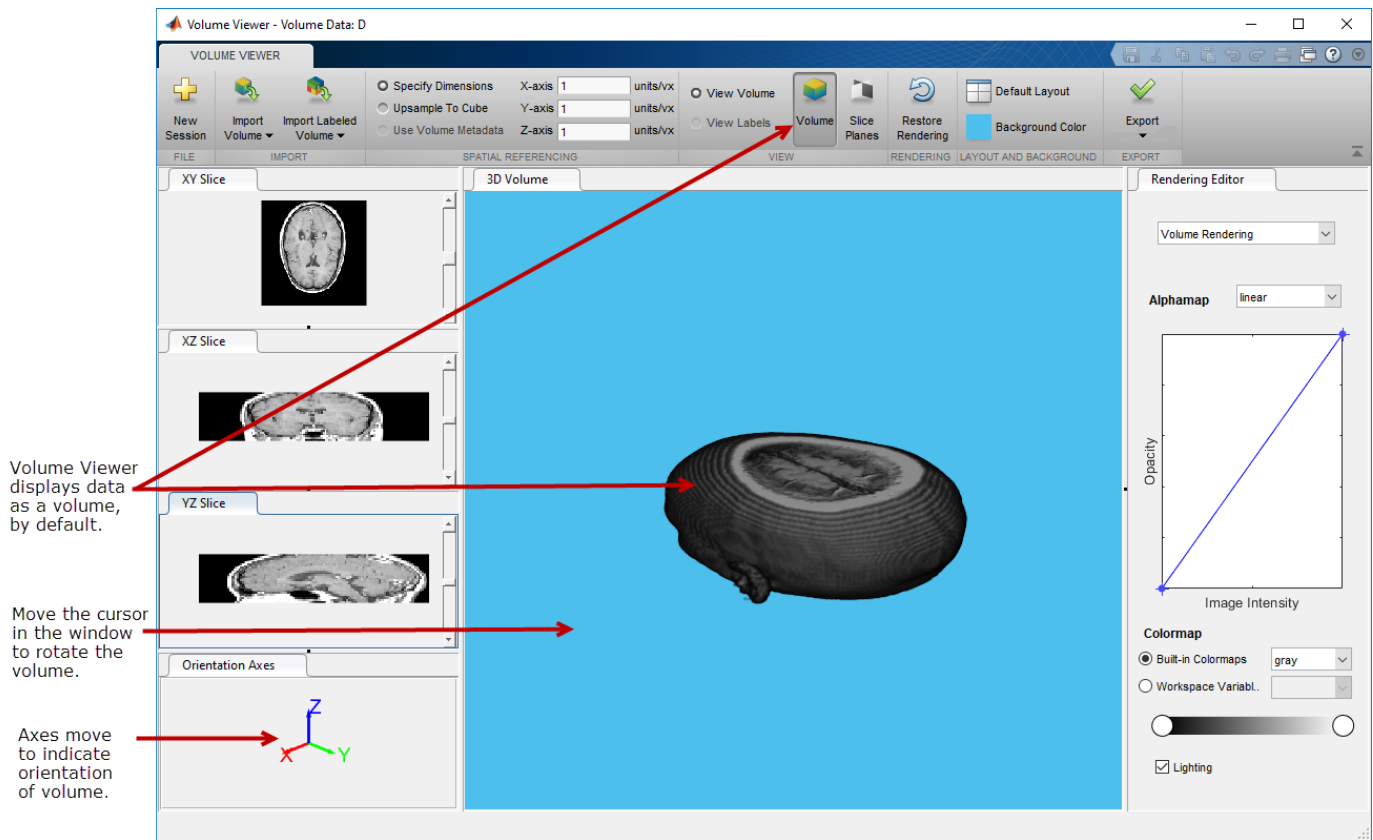 Volume Viewer - Volume Data: D
VOLUME VIEWER
New
Session
Import
Volume
Import Labeled
Volume
Specify Dimensions
Upsample To Cube
Use Volume Metadata
X-axis 1 units/vx
Y-axis 1 units/vx
Z-axis 1 units/vx
View Volume
View Labels
Volume
Slice
Planes
Restore
Rendering
Default Layout
Background Color
Export
FILE
IMPORT
SPATIAL REFERENCING
VIEW
RENDERING
LAYOUT AND BACKGROUND
EXPORT
XY Slice
3D Volume
Rendering Editor
Volume Rendering
Alphamap linear
Opacity
Image Intensity
Colormap
Built-in Colormaps gray
Workspace Variabl..
Lighting
XZ Slice
YZ Slice
Orientation Axes
Z
X
Y
Volume Viewer
displays data
as a volume,
by default.
Move the cursor
in the window
to rotate the
volume.
Axes move
to indicate
orientation
of volume.